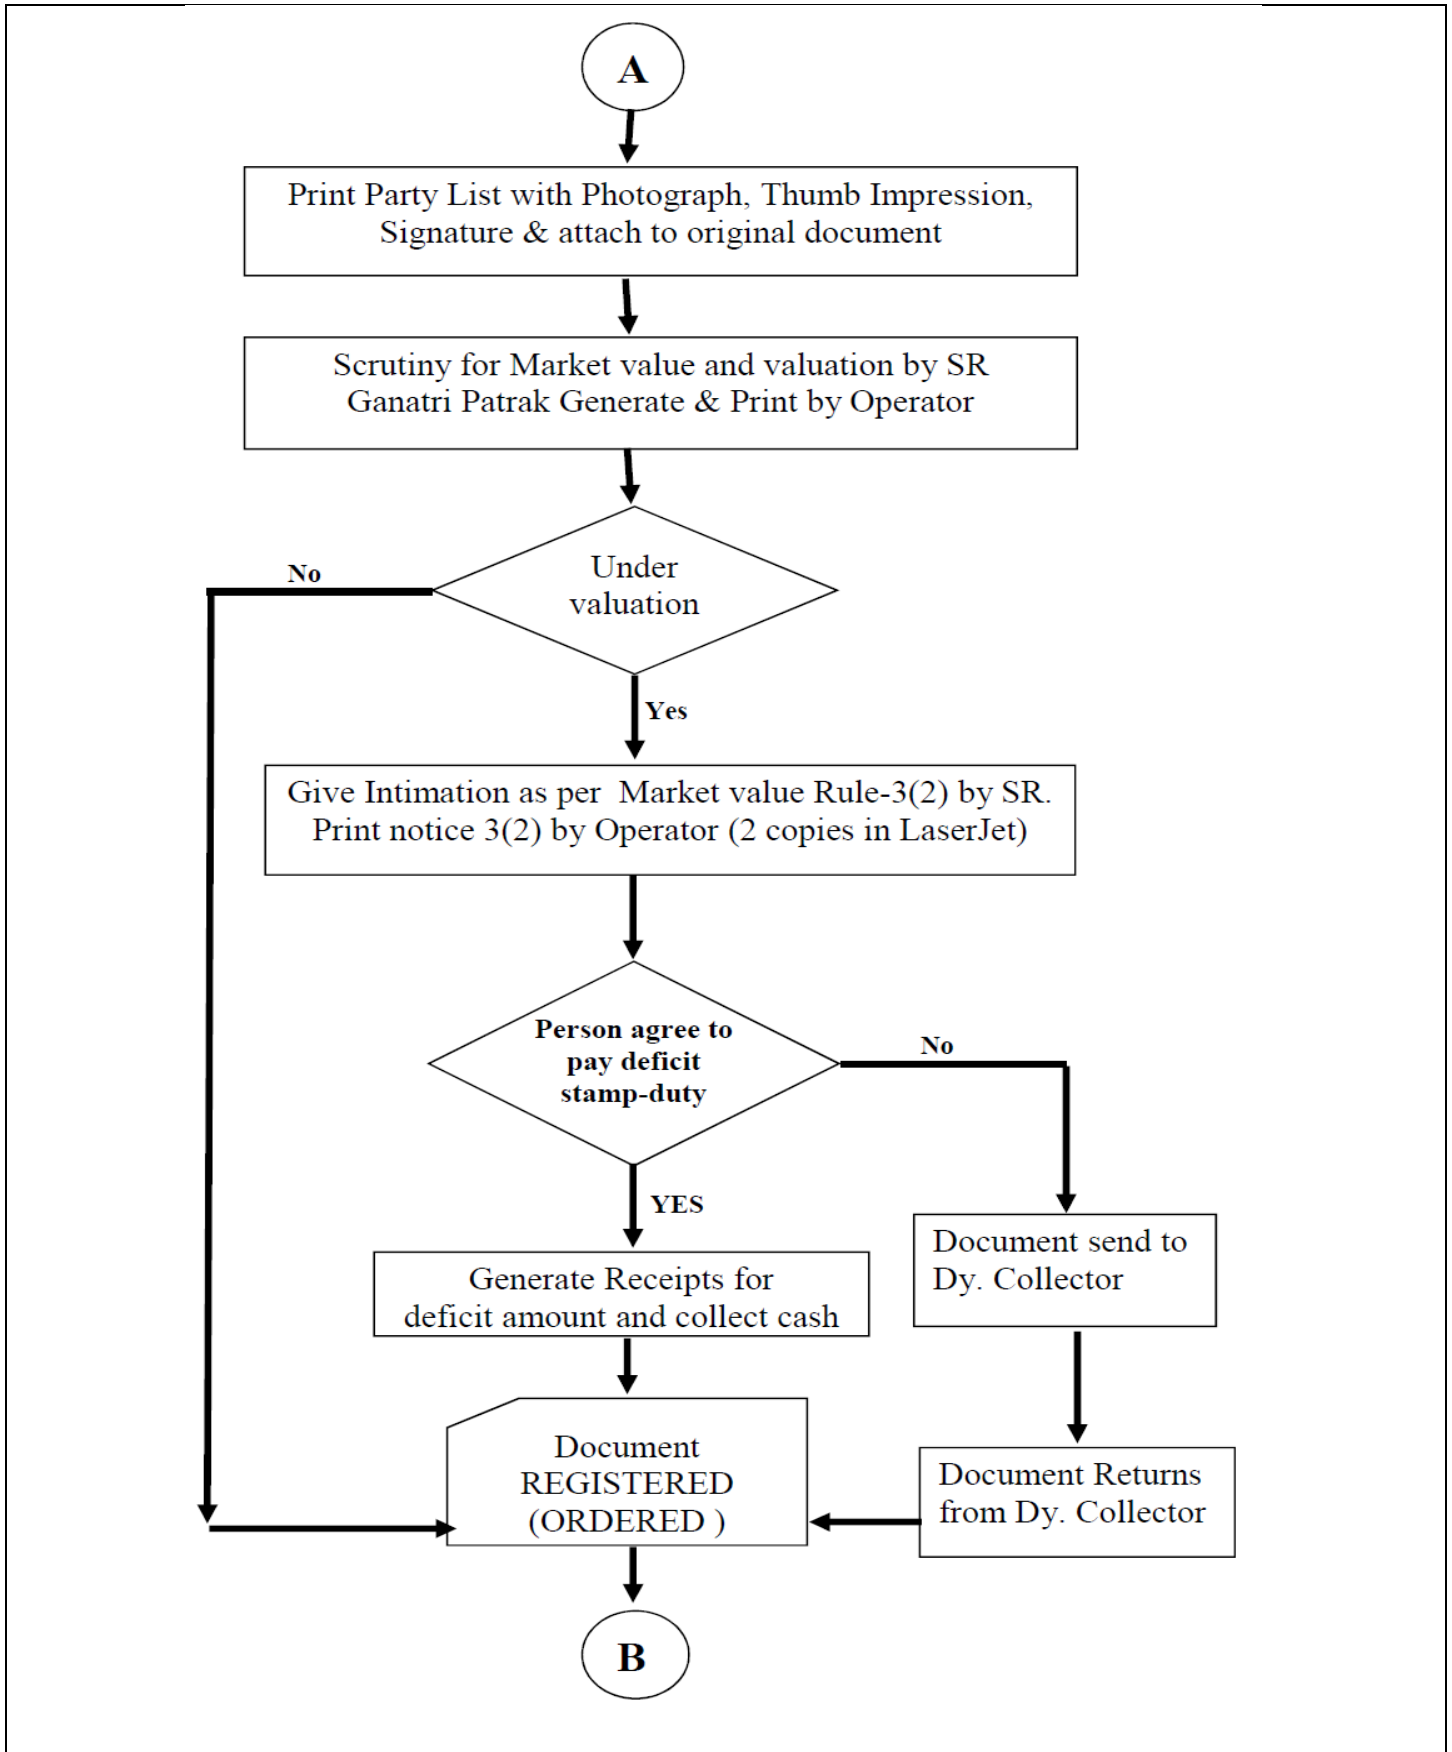 A
Print Party List with Photograph, Thumb Impression,
Signature & attach to original document
Scrutiny for Market value and valuation by SR
Ganatri Patrak Generate & Print by Operator
Under
valuation
No
Yes
Give Intimation as per  Market value Rule-3(2) by SR.
Print notice 3(2) by Operator (2 copies in LaserJet)
Person agree to
pay deficit
stamp-duty
No
YES
Generate Receipts for
deficit amount and collect cash
Document send to
Dy. Collector
Document
REGISTERED
(ORDERED )
Document Returns
from Dy. Collector
B